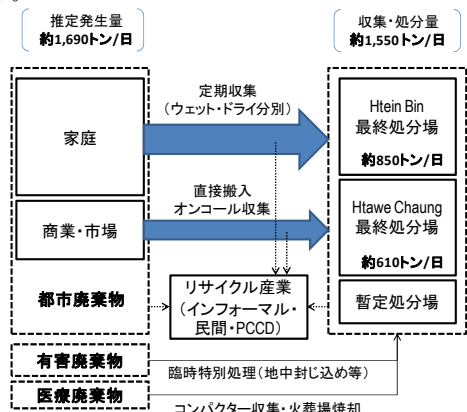 推定発生量
約1,690トン/日
収集・処分量
約1,550トン/日
家庭
商業・市場
都市廃棄物
定期収集
（ウェット・ドライ分別）
直接搬入
オンコール収集
Htein Bin
最終処分場
約850トン/日
Htawe Chaung
最終処分場
約610トン/日
暫定処分場
リサイクル産業
（インフォーマル・
民間・PCCD）
有害廃棄物
臨時特別処理（地中封じ込め等）
医療廃棄物
コンパクター収集・火葬場焼却